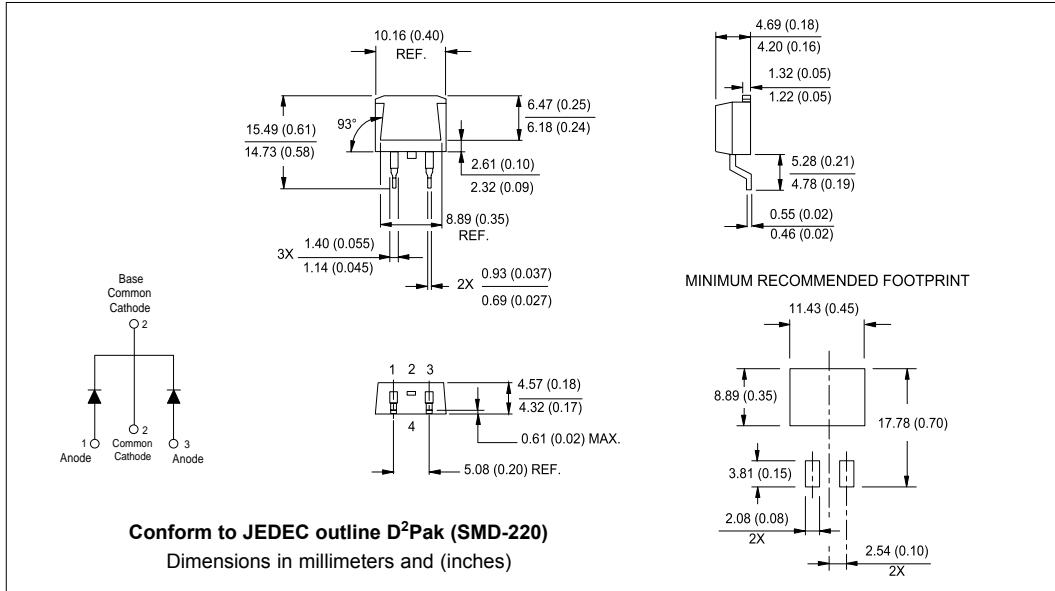 10.16 (0.40)
REF.
93°
15.49 (0.61)
14.73 (0.58)
6.47 (0.25)
6.18 (0.24)
2.61 (0.10)
2.32 (0.09)
8.89 (0.35)
REF.
3X
1.40 (0.055)
1.14 (0.045)
2X
0.93 (0.037)
0.69 (0.027)
4.69 (0.18)
4.20 (0.16)
1.32 (0.05)
1.22 (0.05)
5.28 (0.21)
4.78 (0.19)
0.55 (0.02)
0.46 (0.02)
Base
Common
Cathode
2
1
Anode
2
Common
Cathode
3
Anode
1 2 3
4
4.57 (0.18)
4.32 (0.17)
0.61 (0.02) MAX.
5.08 (0.20) REF.
MINIMUM RECOMMENDED FOOTPRINT
11.43 (0.45)
8.89 (0.35)
17.78 (0.70)
3.81 (0.15)
2.08 (0.08)
2X
2.54 (0.10)
2X
Conform to JEDEC outline D²Pak (SMD-220)
Dimensions in millimeters and (inches)